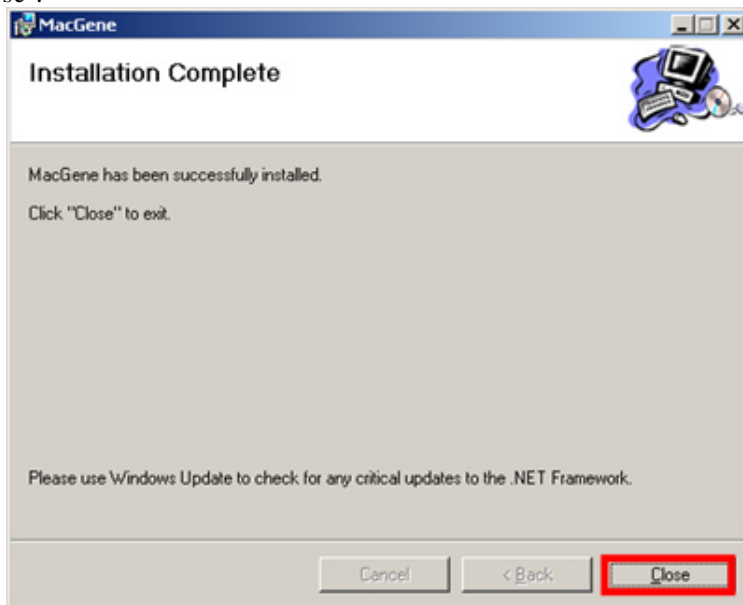 MacGene
Installation Complete
MacGene has been successfully installed.
Click "Close" to exit.
Please use Windows Update to check for any critical updates to the .NET Framework.
Cancel
< Back
Close